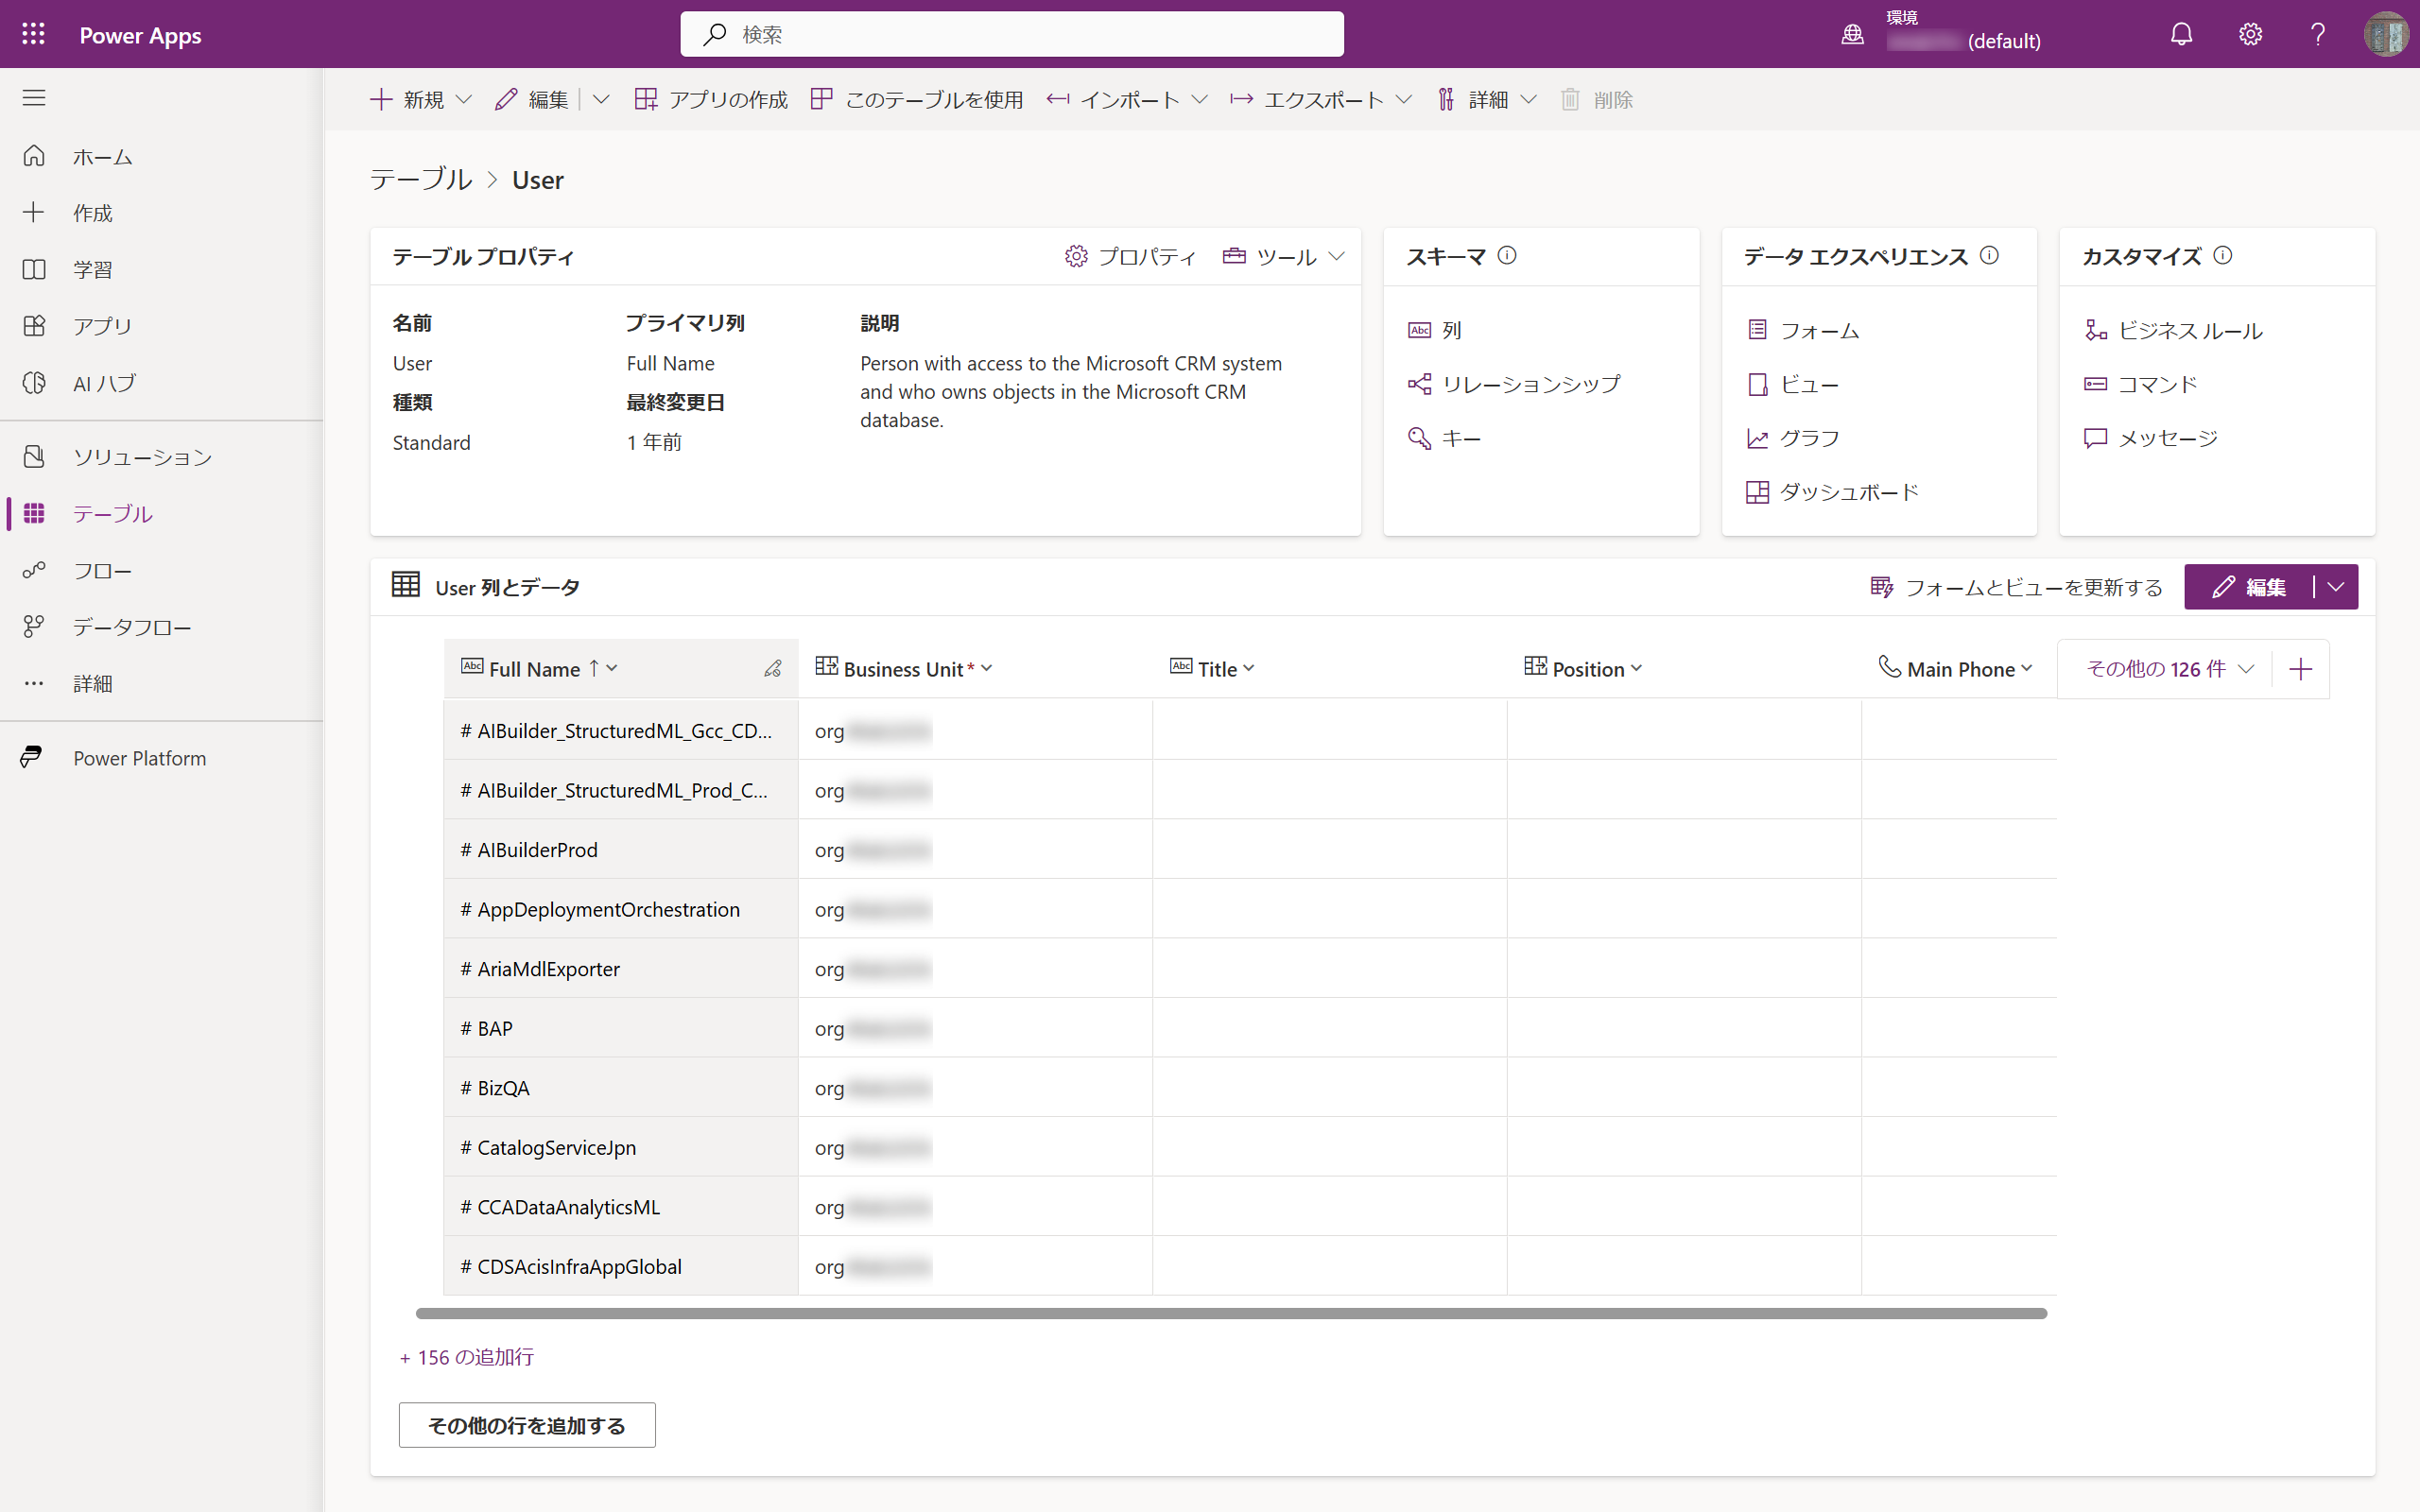 Power Apps
検索
環境
(default)
新規
編集
アプリの作成
このテーブルを使用
インポート
エクスポート
詳細
削除
ホーム
作成
学習
アプリ
AI ハブ
ソリューション
テーブル
フロー
データフロー
詳細
Power Platform
テーブル > User
テーブル プロパティ
プロパティ
ツール
名前
User
種類
Standard
プライマリ列
Full Name
最終変更日
1 年前
説明
Person with access to the Microsoft CRM system
and who owns objects in the Microsoft CRM
database.
スキーマ
列
リレーションシップ
キー
データ エクスペリエンス
フォーム
ビュー
グラフ
ダッシュボード
カスタマイズ
ビジネス ルール
コマンド
メッセージ
User 列とデータ
フォームとビューを更新する
編集
Full Name ↑ Business Unit * Title Position Main Phone その他の 126 件
# AIBuilder_StructuredML_Gcc_CD... org
# AIBuilder_StructuredML_Prod_C... org
# AIBuilderProd org
# AppDeploymentOrchestration org
# AriaMdlExporter org
# BAP org
# BizQA org
# CatalogServiceJpn org
# CCADataAnalyticsML org
# CDSAcisInfraAppGlobal org
+ 156 の追加行
その他の行を追加する